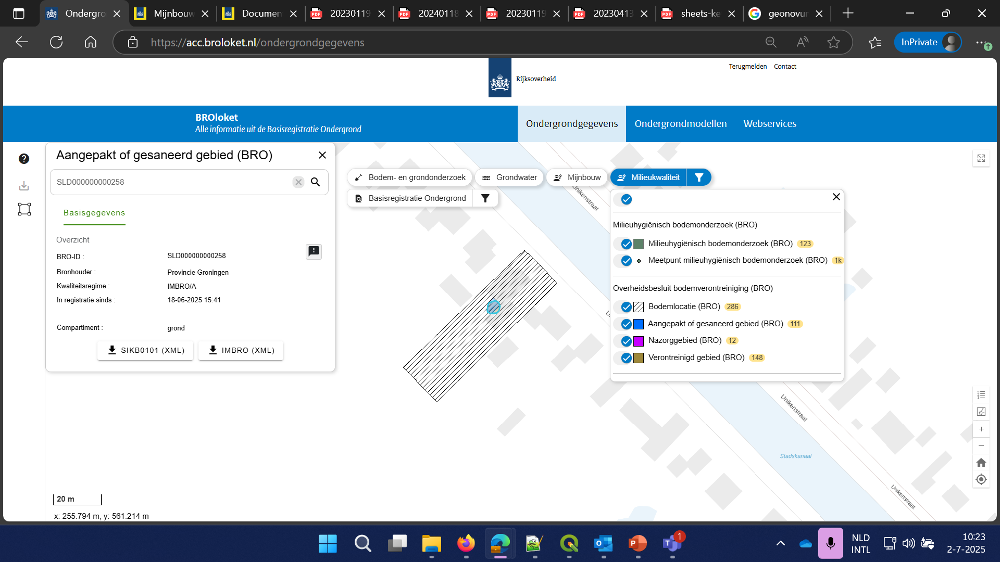 Ondergro
Mijnbouw
Documen
20230119
20240118
20230119
20230413
sheets-ke
geonovum
https://acc.broloket.nl/ondergrondgegevens
InPrivate
Terugmelden
Contact
Rijksoverheid
BROloket
Alle informatie uit de Basisregistratie Ondergrond
Ondergrondgegevens
Ondergrondmodellen
Webservices
Aangepakt of gesaneerd gebied (BRO)
SLD000000000258
Basisgegevens
Overzicht
BRO-ID : SLD000000000258
Bronhouder : Provincie Groningen
Kwaliteitsregime : IMBRO/A
In registratie sinds : 18-06-2025 15:41
Compartiment : grond
SIKB0101 (XML)
IMBRO (XML)
Bodem- en grondonderzoek
Grondwater
Mijnbouw
Milieukwaliteit
Basisregistratie Ondergrond
Milieuhygiënisch bodemonderzoek (BRO)
Milieuhygiënisch bodemonderzoek (BRO) 123
Meetpunt milieuhygiënisch bodemonderzoek (BRO) 1k
Overheidsbesluit bodemverontreiniging (BRO)
Bodemlocatie (BRO) 286
Aangepakt of gesaneerd gebied (BRO) 111
Nazorggebied (BRO) 12
Verontreinigd gebied (BRO) 148
Unikenstraat
Unikenstraat
Stadskanaal
Unikenstraat
20 m
x: 255.794 m, y: 561.214 m
1
NLD
INTL
10:23
2-7-2025